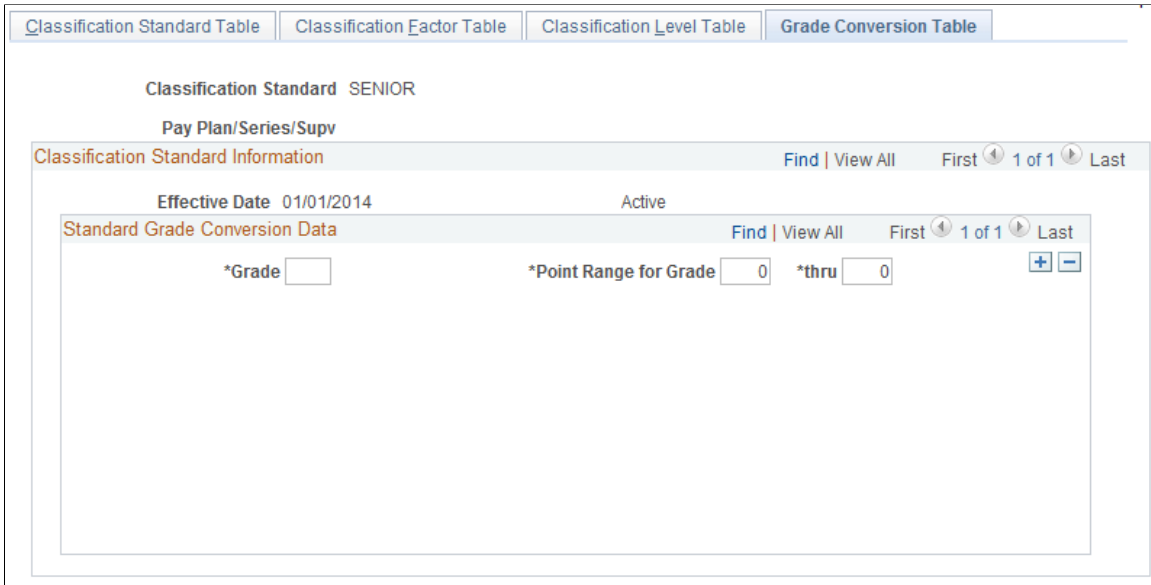 Classification Standard Table Classification Factor Table Classification Level Table Grade Conversion Table
Classification Standard SENIOR
Pay Plan/Series/Supv
Classification Standard Information Find | View All First 1 of 1 Last
Effective Date 01/01/2014 Active
Standard Grade Conversion Data Find | View All First 1 of 1 Last
*Grade *Point Range for Grade 0 *thru 0